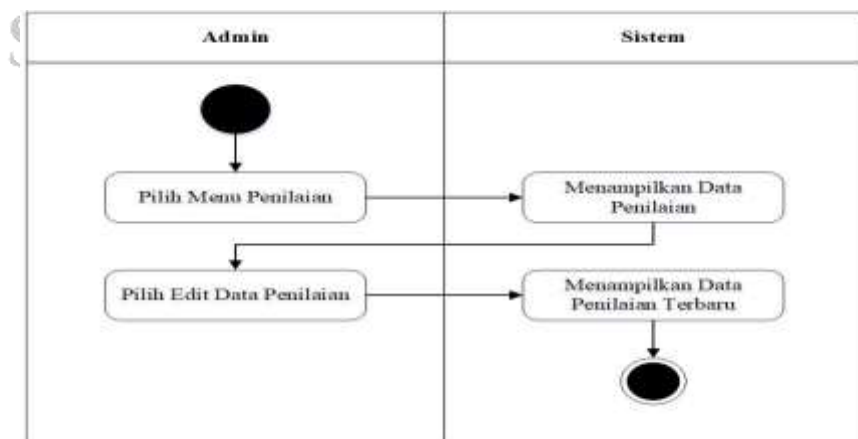 Admin
Sistem
Pilih Menu Penilaian
Menampilkan Data
Penilaian
Pilih Edit Data Penilaian
Menampilkan Data
Penilaian Terbaru